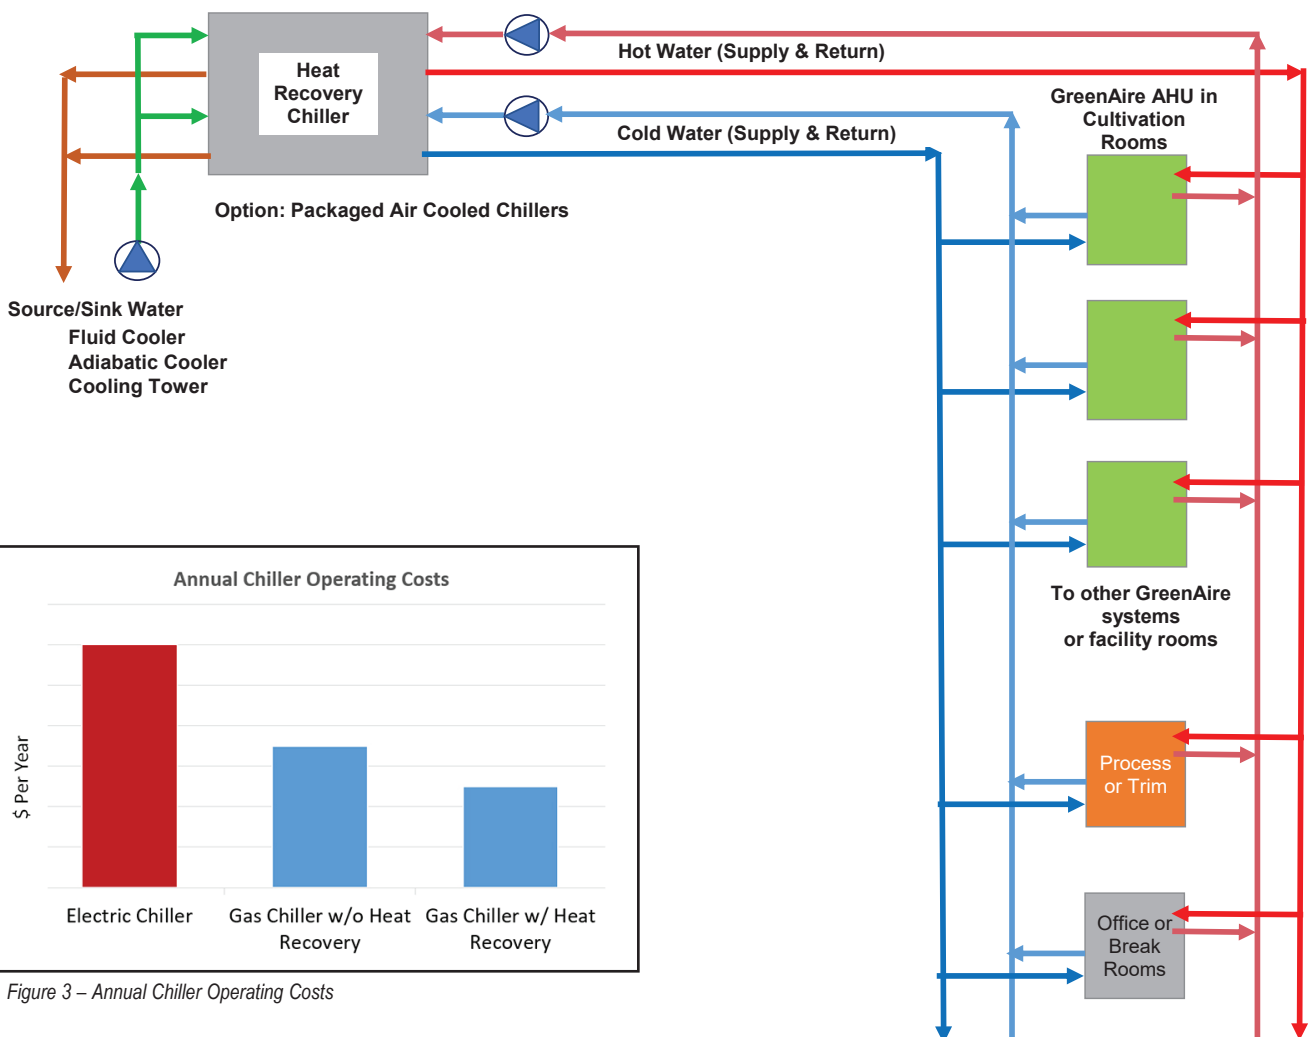 Heat
Recovery
Chiller
Hot Water (Supply & Return)
Cold Water (Supply & Return)
GreenAire AHU in
Cultivation
Rooms
Option: Packaged Air Cooled Chillers
Source/Sink Water
Fluid Cooler
Adiabatic Cooler
Cooling Tower
To other GreenAire
systems
or facility rooms
Process
or Trim
Office or
Break
Rooms
Annual Chiller Operating Costs
$ Per Year
Electric Chiller
Gas Chiller w/o Heat
Recovery
Gas Chiller w/ Heat
Recovery
Figure 3 – Annual Chiller Operating Costs